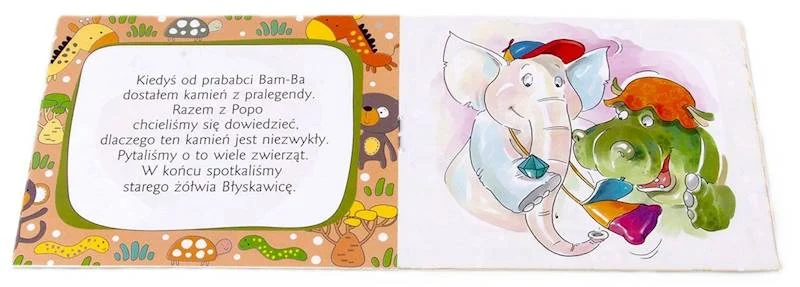 Kiedyś od prababci Bam-Ba
dostałem kamień z pralegendy.
Razem z Popo
chcieliśmy się dowiedzieć,
dlaczego ten kamień jest niezwykły.
Pytaliśmy o to wiele zwierząt.
W końcu spotkaliśmy
starego żółwia Błyskawicę.